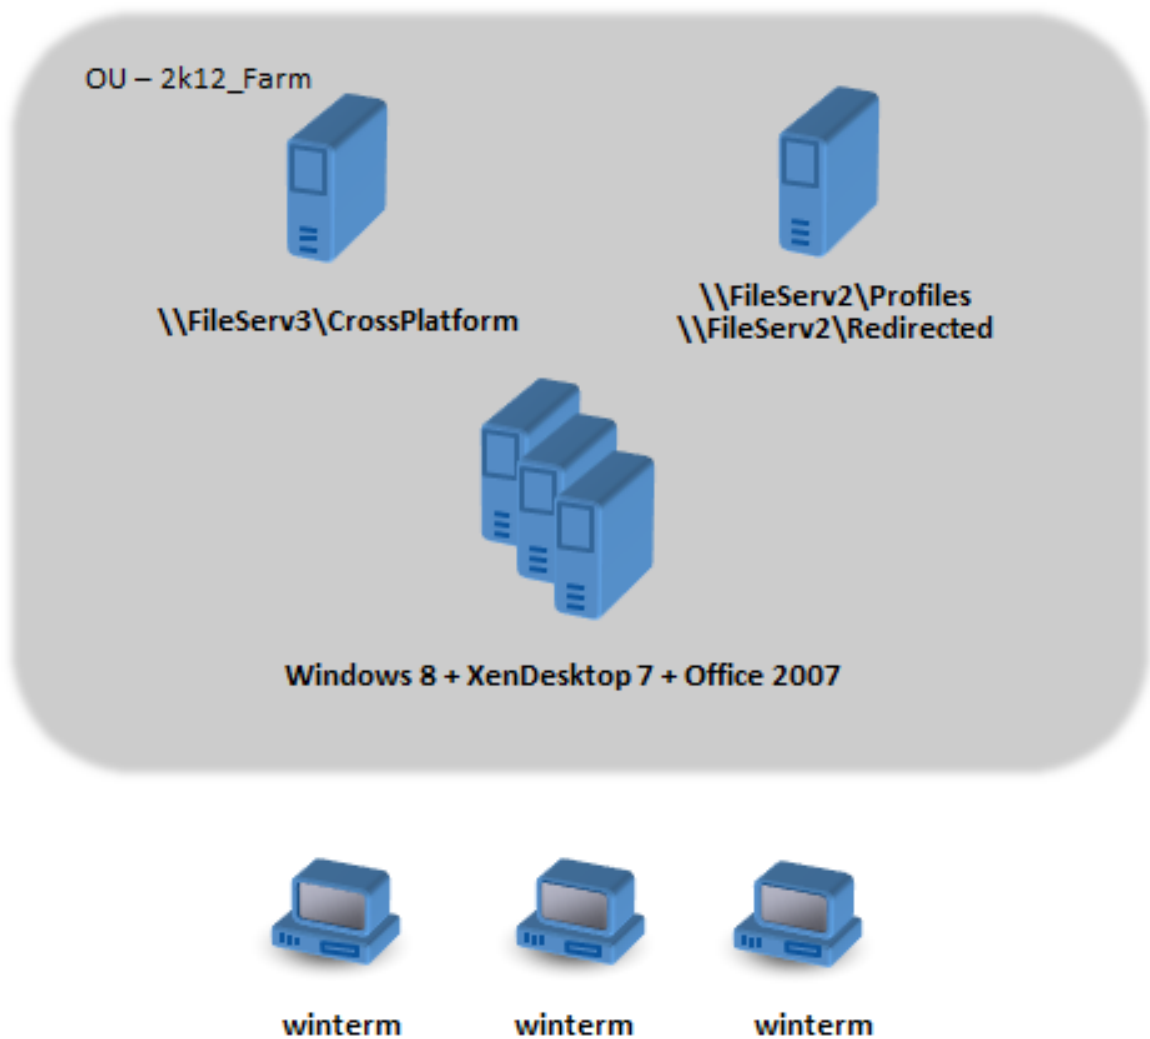 OU – 2k12_Farm
\\FileServ3\CrossPlatform
\\FileServ2\Profiles
\\FileServ2\Redirected
Windows 8 + XenDesktop 7 + Office 2007
winterm winterm winterm